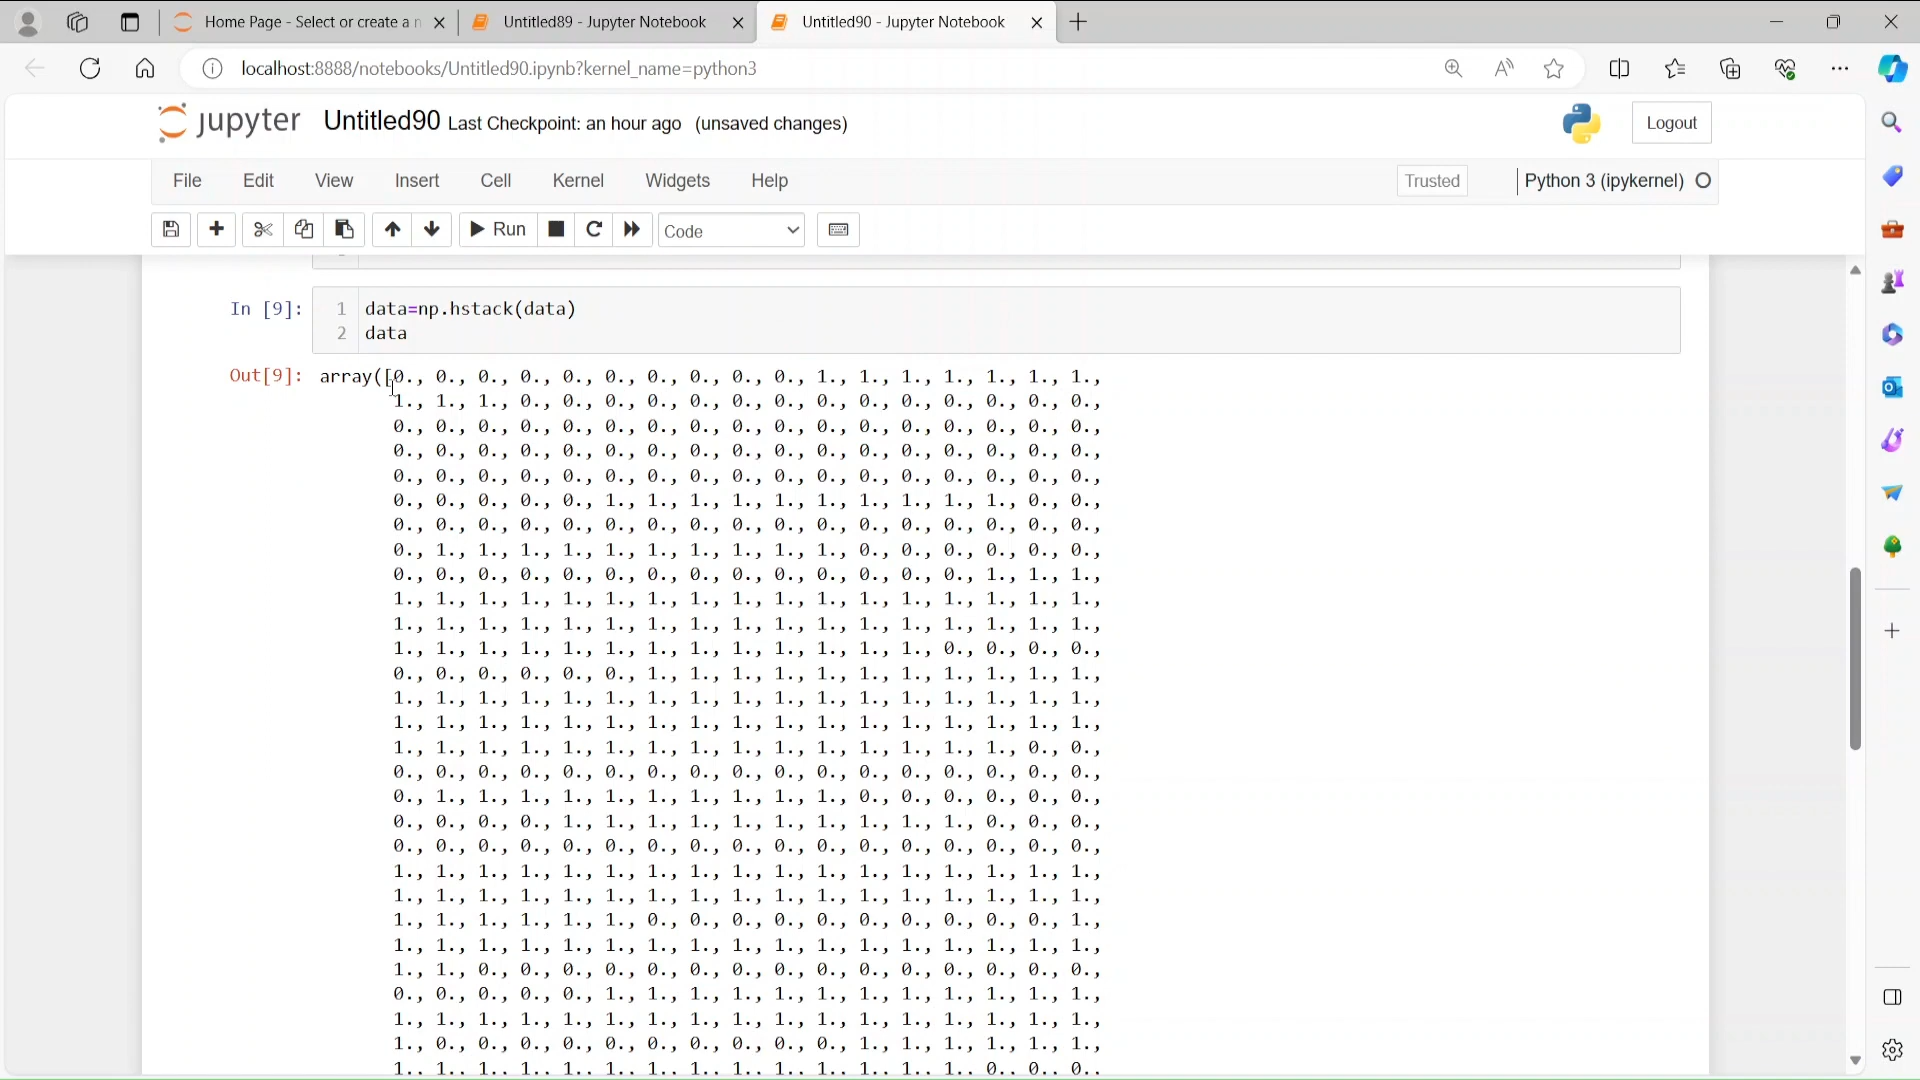 Home Page - Select or create a n
Untitled89 - Jupyter Notebook
Untitled90 - Jupyter Notebook
localhost:8888/notebooks/Untitled90.ipynb?kernel_name=python3
jupyter Untitled90 Last Checkpoint: an hour ago (unsaved changes)
Logout
File Edit View Insert Cell Kernel Widgets Help
Trusted
Python 3 (ipykernel)
Run
Code
In [9]:
1 data=np.hstack(data)
2 data
Out[9]: array([0., 0., 0., 0., 0., 0., 0., 0., 0., 0., 1., 1., 1., 1., 1., 1., 1.,
1., 1., 1., 0., 0., 0., 0., 0., 0., 0., 0., 0., 0., 0., 0., 0., 0.,
0., 0., 0., 0., 0., 0., 0., 0., 0., 0., 0., 0., 0., 0., 0., 0., 0.,
0., 0., 0., 0., 0., 0., 0., 0., 0., 0., 0., 0., 0., 0., 0., 0., 0.,
0., 0., 0., 0., 0., 0., 0., 0., 0., 0., 0., 0., 0., 0., 0., 0., 0.,
0., 0., 0., 0., 0., 1., 1., 1., 1., 1., 1., 1., 1., 1., 1., 0., 0.,
0., 0., 0., 0., 0., 0., 0., 0., 0., 0., 0., 0., 0., 0., 0., 0., 0.,
0., 1., 1., 1., 1., 1., 1., 1., 1., 1., 1., 0., 0., 0., 0., 0., 0.,
0., 0., 0., 0., 0., 0., 0., 0., 0., 0., 0., 0., 0., 0., 1., 1., 1.,
1., 1., 1., 1., 1., 1., 1., 1., 1., 1., 1., 1., 1., 1., 1., 1., 1.,
1., 1., 1., 1., 1., 1., 1., 1., 1., 1., 1., 1., 1., 1., 1., 1., 1.,
1., 1., 1., 1., 1., 1., 1., 1., 1., 1., 1., 1., 1., 0., 0., 0., 0.,
0., 0., 0., 0., 0., 0., 1., 1., 1., 1., 1., 1., 1., 1., 1., 1., 1.,
1., 1., 1., 1., 1., 1., 1., 1., 1., 1., 1., 1., 1., 1., 1., 1., 1.,
1., 1., 1., 1., 1., 1., 1., 1., 1., 1., 1., 1., 1., 1., 1., 1., 1.,
1., 1., 1., 1., 1., 1., 1., 1., 1., 1., 1., 1., 1., 1., 1., 0., 0.,
0., 0., 0., 0., 0., 0., 0., 0., 0., 0., 0., 0., 0., 0., 0., 0., 0.,
0., 1., 1., 1., 1., 1., 1., 1., 1., 1., 1., 0., 0., 0., 0., 0., 0.,
0., 0., 0., 0., 1., 1., 1., 1., 1., 1., 1., 1., 1., 1., 0., 0., 0.,
0., 0., 0., 0., 0., 0., 0., 0., 0., 0., 0., 0., 0., 0., 0., 0., 0.,
1., 1., 1., 1., 1., 1., 1., 1., 1., 1., 1., 1., 1., 1., 1., 1., 1.,
1., 1., 1., 1., 1., 1., 1., 1., 1., 1., 1., 1., 1., 1., 1., 1., 1.,
1., 1., 1., 1., 1., 1., 0., 0., 0., 0., 0., 0., 0., 0., 0., 0., 1.,
1., 1., 1., 1., 1., 1., 1., 1., 1., 1., 1., 1., 1., 1., 1., 1., 1.,
1., 1., 0., 0., 0., 0., 0., 0., 0., 0., 0., 0., 0., 0., 0., 0., 0.,
0., 0., 0., 0., 0., 1., 1., 1., 1., 1., 1., 1., 1., 1., 1., 1., 1.,
1., 1., 1., 1., 1., 1., 1., 1., 1., 1., 1., 1., 1., 1., 1., 1., 1.,
1., 0., 0., 0., 0., 0., 0., 0., 0., 0., 0., 1., 1., 1., 1., 1., 1.,
1., 1., 1., 1., 1., 1., 1., 1., 1., 1., 1., 1., 1., 1., 0., 0., 0.,